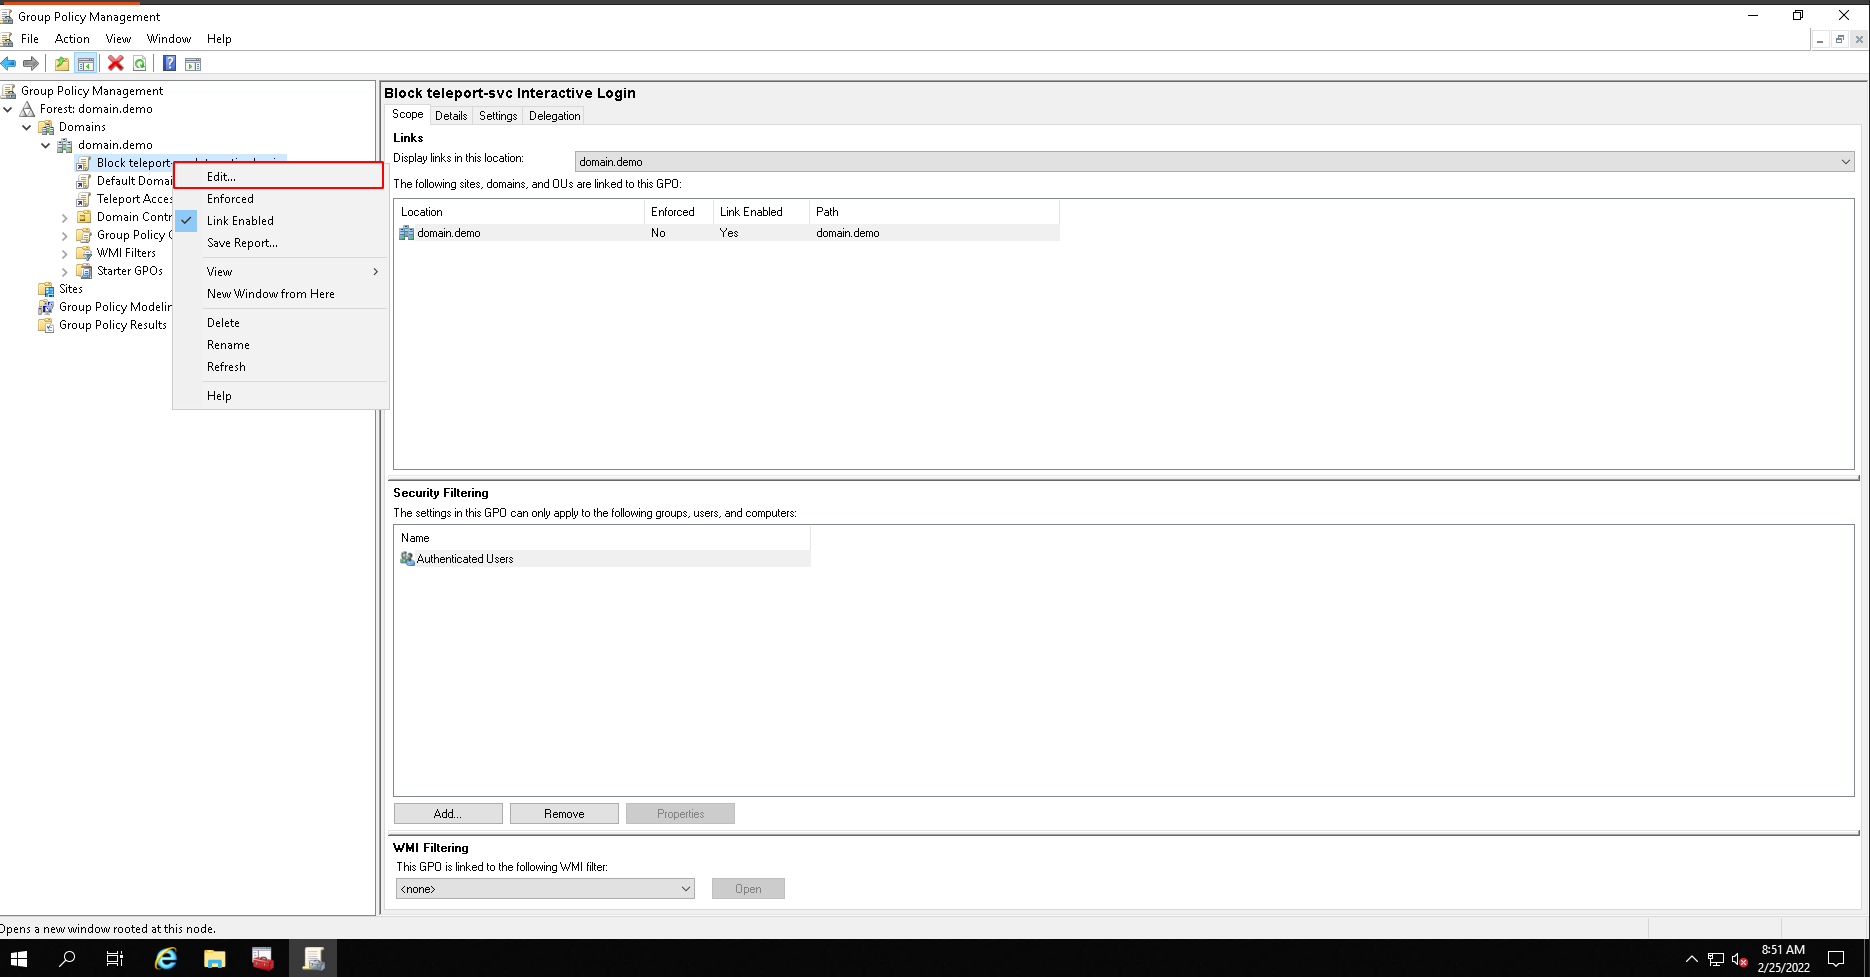 Group Policy Management
File Action View Window Help
Group Policy Management
Forest: domain.demo
Domains
domain.demo
Block teleport-
Default Domai
Teleport Acces
Domain Contr
Group Policy
WMI Filters
Starter GPOs
Sites
Group Policy Modelin
Group Policy Results
Edit...
Enforced
Link Enabled
Save Report...
View
New Window from Here
Delete
Rename
Refresh
Help
Block teleport-svc Interactive Login
Scope Details Settings Delegation
Links
Display links in this location: domain.demo
The following sites, domains, and OUs are linked to this GPO:
Location Enforced Link Enabled Path
domain.demo No Yes domain.demo
Security Filtering
The settings in this GPO can only apply to the following groups, users, and computers:
Name
Authenticated Users
Add... Remove Properties
WMI Filtering
This GPO is linked to the following WMI filter:
<none> Open
Opens a new window rooted at this node.
8:51 AM
2/25/2022